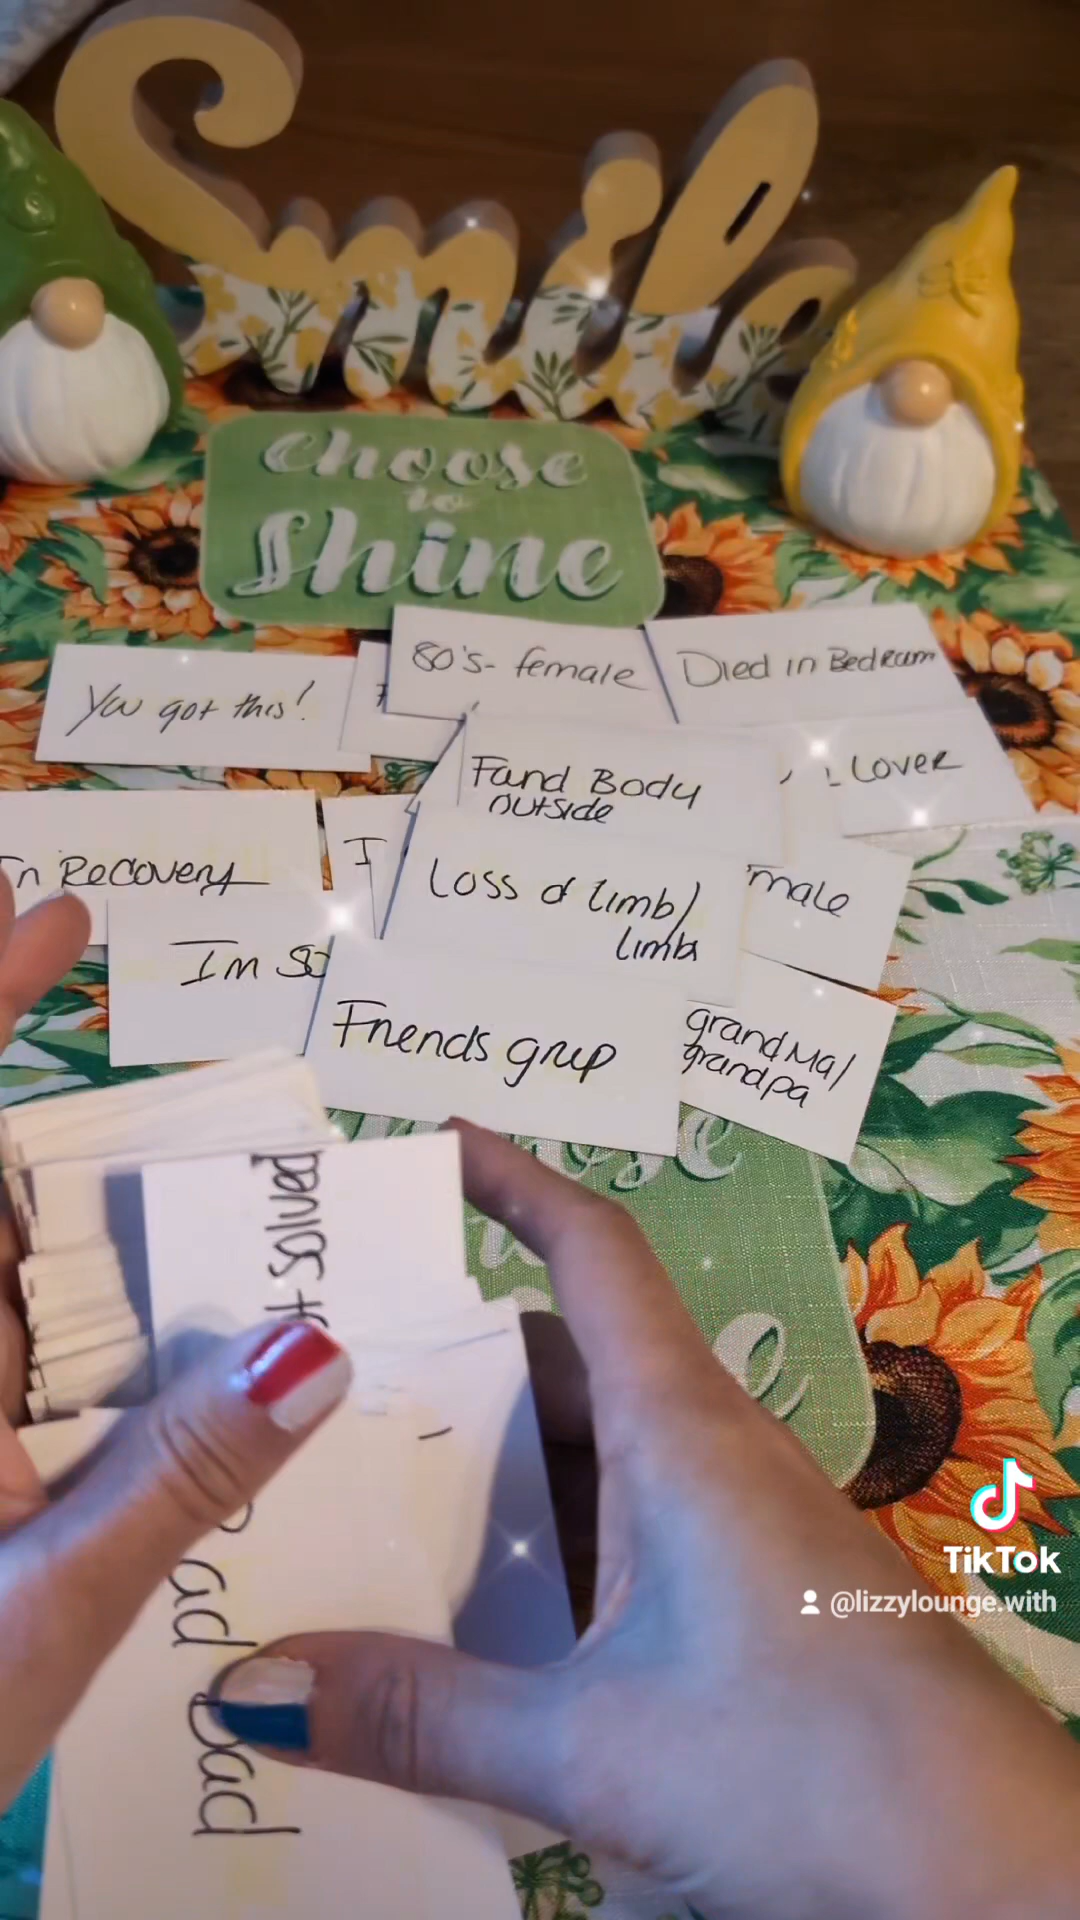 Smile
Choose
to
Shine
80's- female
Died in Bedroom
You got this!
Found Body
outside
Lover
In Recovery
I
Loss of limb/
limbs
male
Im so
Friends group
grandMa/
grandpa
solved
Dad
TikTok
@lizzylounge.with